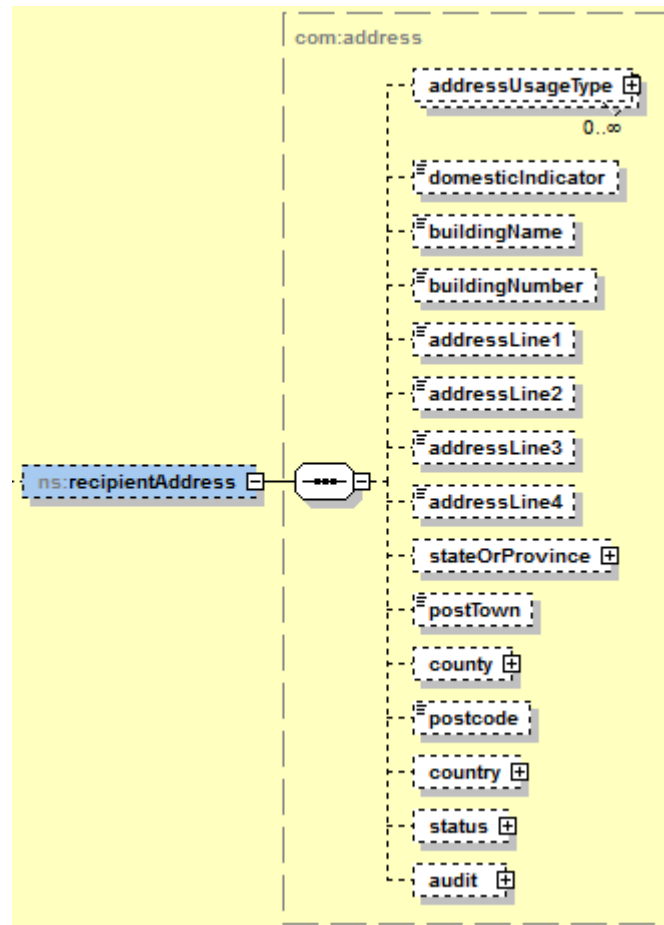 com:address
addressUsageType
0..∞
domesticIndicator
buildingName
buildingNumber
addressLine1
addressLine2
addressLine3
addressLine4
ns:recipientAddress
stateOrProvince
postTown
county
postcode
country
status
audit